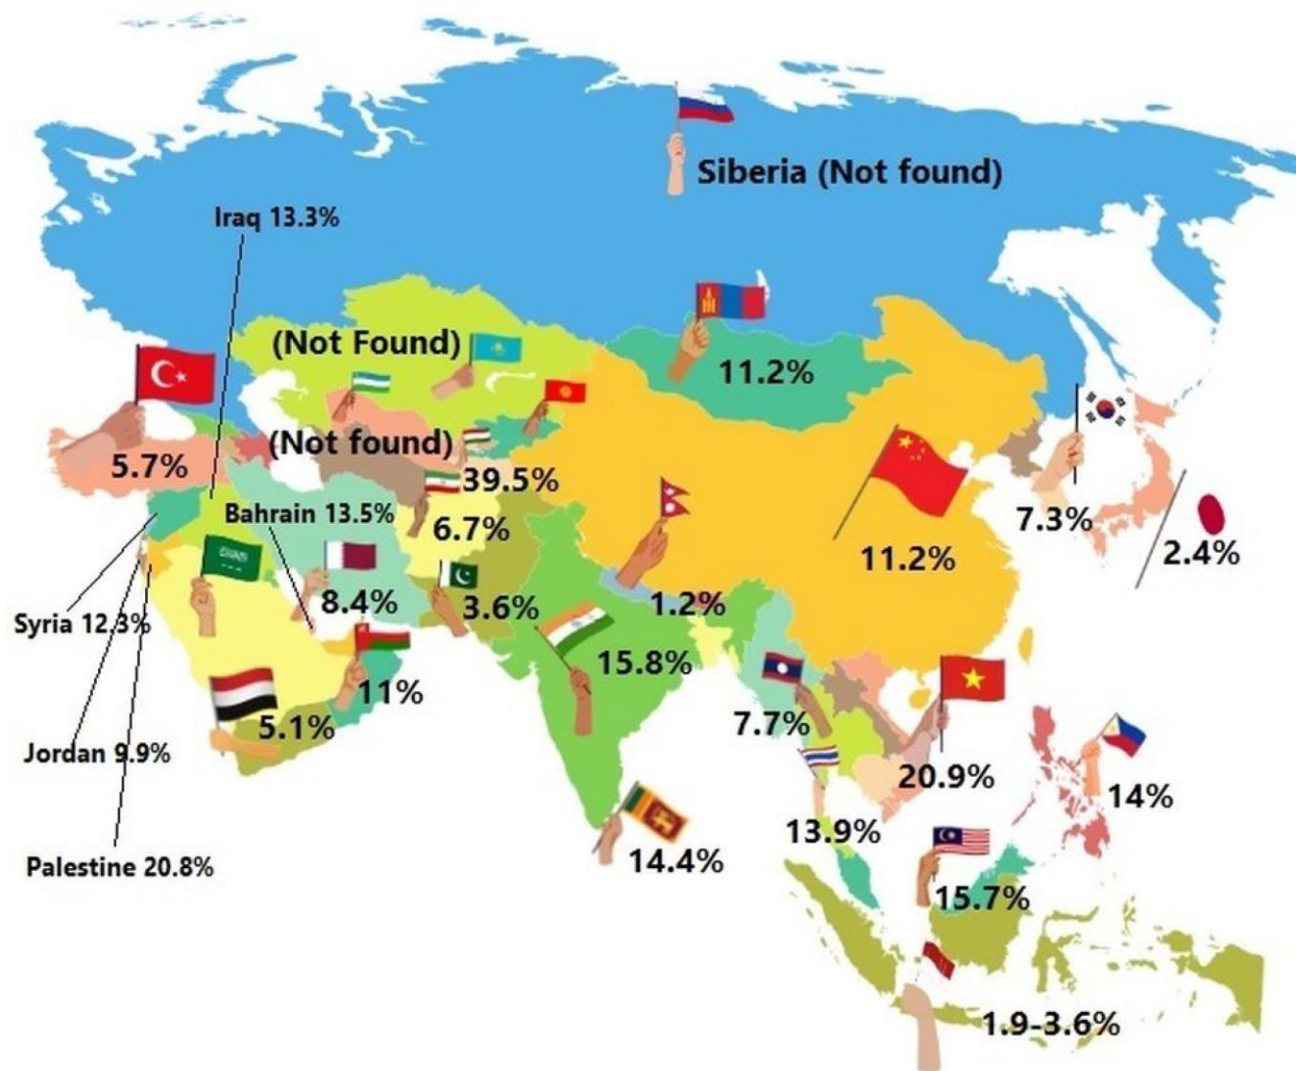 Siberia (Not found)
Iraq 13.3%
(Not Found)
11.2%
(Not found)
5.7%
39.5%
Bahrain 13.5%
6.7%
7.3%
11.2%
2.4%
8.4%
3.6%
1.2%
Syria 12.3%
15.8%
11%
5.1%
7.7%
Jordan 9.9%
20.9%
14%
13.9%
Palestine 20.8%
14.4%
15.7%
1.9-3.6%